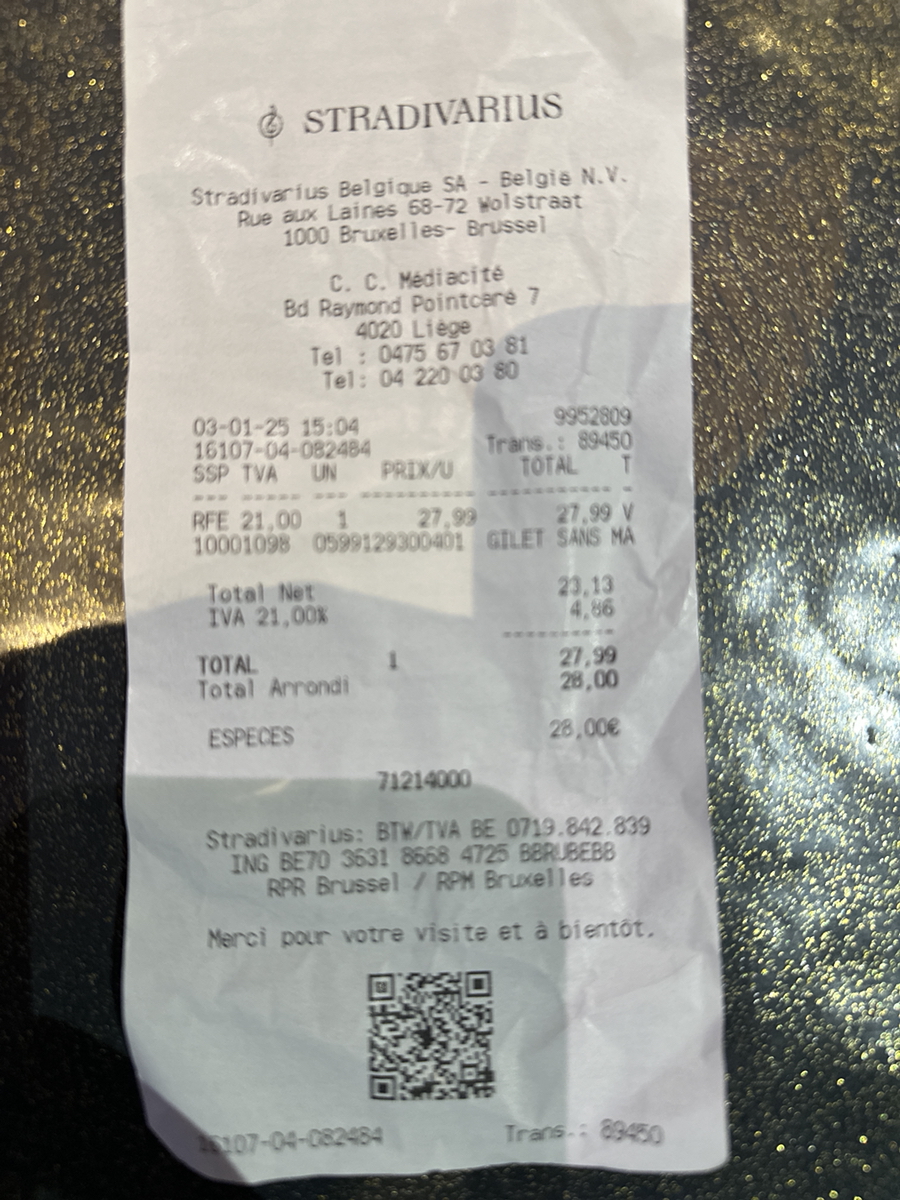 STRADIVARIUS
Stradivarius Belgique SA - België N.V.
Rue aux Laines 68-72 Wolstraat
1000 Bruxelles- Brussel
C. C. Médiacité
Bd Raymond Pointcaré 7
4020 Liège
Tel : 0475 67 03 81
Tel: 04 220 03 80
03-01-25 15:04 9952809
16107-04-082484 Trans.: 89450
SSP TVA UN PRIX/U TOTAL T
--- ----- --- ---------- ----------- -
RFE 21,00 1 27,99 27,99 V
10001098 0599129300401 GILET SANS MA
Total Net 23,13
IVA 21,00% 4,86
----------
TOTAL 1 27,99
Total Arrondi 28,00
ESPECES 28,00€
71214000
Stradivarius: BTW/TVA BE 0719.842.839
ING BE70 3631 8668 4725 BBRUBEBB
RPR Brussel / RPM Bruxelles
Merci pour votre visite et à bientôt.
16107-04-082484 Trans.: 89450